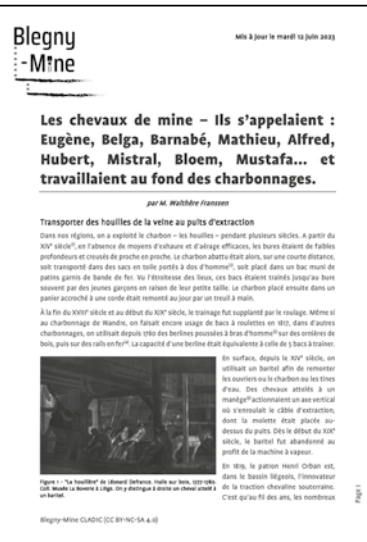 Blegny
-Mine
Mis à jour le mardi 12 juin 2023
Les chevaux de mine – Ils s'appelaient :
Eugène, Belga, Barnabé, Mathieu, Alfred,
Hubert, Mistral, Bloem, Mustafa... et
travaillaient au fond des charbonnages.
par M. Walthère Franssen
Transporter des houilles de la veine au puits d'extraction
Dans nos régions, on a exploité le charbon – les houilles – pendant plusieurs siècles. A partir du
XIVᵉ siècle⁽¹⁾, en l'absence de moyens d'exhaure et d'aérage efficaces, les bures étaient de faibles
profondeurs et creusés de proche en proche. Le charbon abattu était alors, sur une courte distance,
soit transporté dans des sacs en toile portés à dos d'homme⁽²⁾, soit placé dans un bac muni de
patins garnis de bande de fer. Vu l'étroitesse des lieux, ces bacs étaient traînés jusqu'au bure
souvent par des jeunes garçons en raison de leur petite taille. Le charbon placé ensuite dans un
panier accroché à une corde était remonté au jour par un treuil à main.
À la fin du XVIIIᵉ siècle et au début du XIXᵉ, le traînage fut supplanté par le roulage. Même si
au charbonnage de Wandre, on faisait encore usage de bacs à roulettes en 1817, dans d'autres
charbonnages, on utilisait depuis 1780 des berlines poussées à bras d'homme⁽³⁾ sur des ornières de
bois, puis sur des rails en fer⁽⁴⁾. La capacité d'une berline était équivalente à celle de 5 bacs à traîner.
En surface, depuis le XIVᵉ siècle, on
utilisait un baritel afin de remonter
les ouvriers ou le charbon ou les tines
d'eau. Des chevaux attelés à un
manège⁽⁵⁾ actionnaient un axe vertical
où s'enroulait le câble d'extraction,
dont la molette était placée au-
dessus du puits. Dès le début du XIXᵉ
siècle, le baritel fut abandonné au
profit de la machine à vapeur.
En 1819, le patron Henri Orban est,
dans le bassin liégeois, l'innovateur
de la traction chevaline souterraine.
C'est qu'au fil des ans, les nombreux
Figure 1 - "La houillère" de Léonard Defrance. Huile sur bois, 1777-1780.
Coll. Musée La Boverie à Liège. On y distingue à droite un cheval attelé à
un baritel.
Page 1
Blegny-Mine CLADIC (CC BY-NC-SA 4.0)